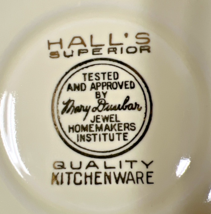 HALL'S
SUPERIOR
TESTED
AND APPROVED
BY
Mary Dunbar
JEWEL
HOMEMAKERS
INSTITUTE
QUALITY
KITCHENWARE